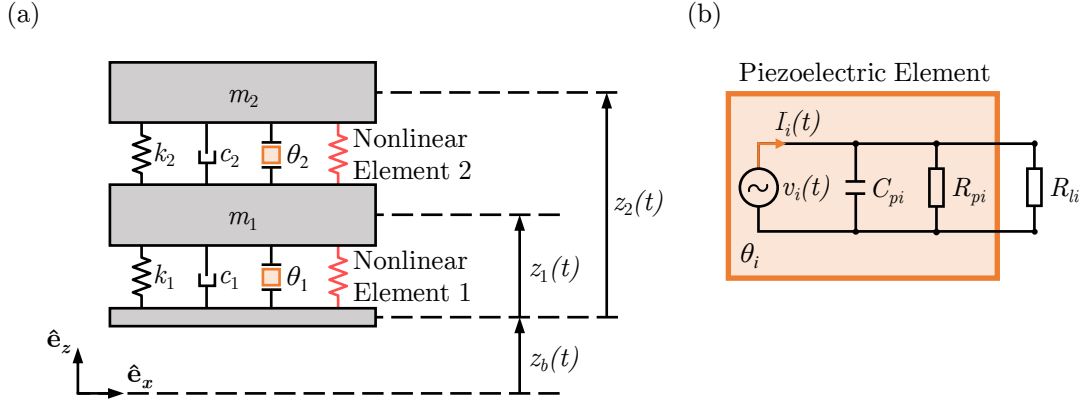 (a)
m₂
k₂
c₂
θ₂
Nonlinear
Element 2
m₁
k₁
c₁
θ₁
Nonlinear
Element 1
z₂(t)
z₁(t)
z_b(t)
ê_z
ê_x
(b)
Piezoelectric Element
I_i(t)
v_i(t)
C_pi
R_pi
R_li
θ_i